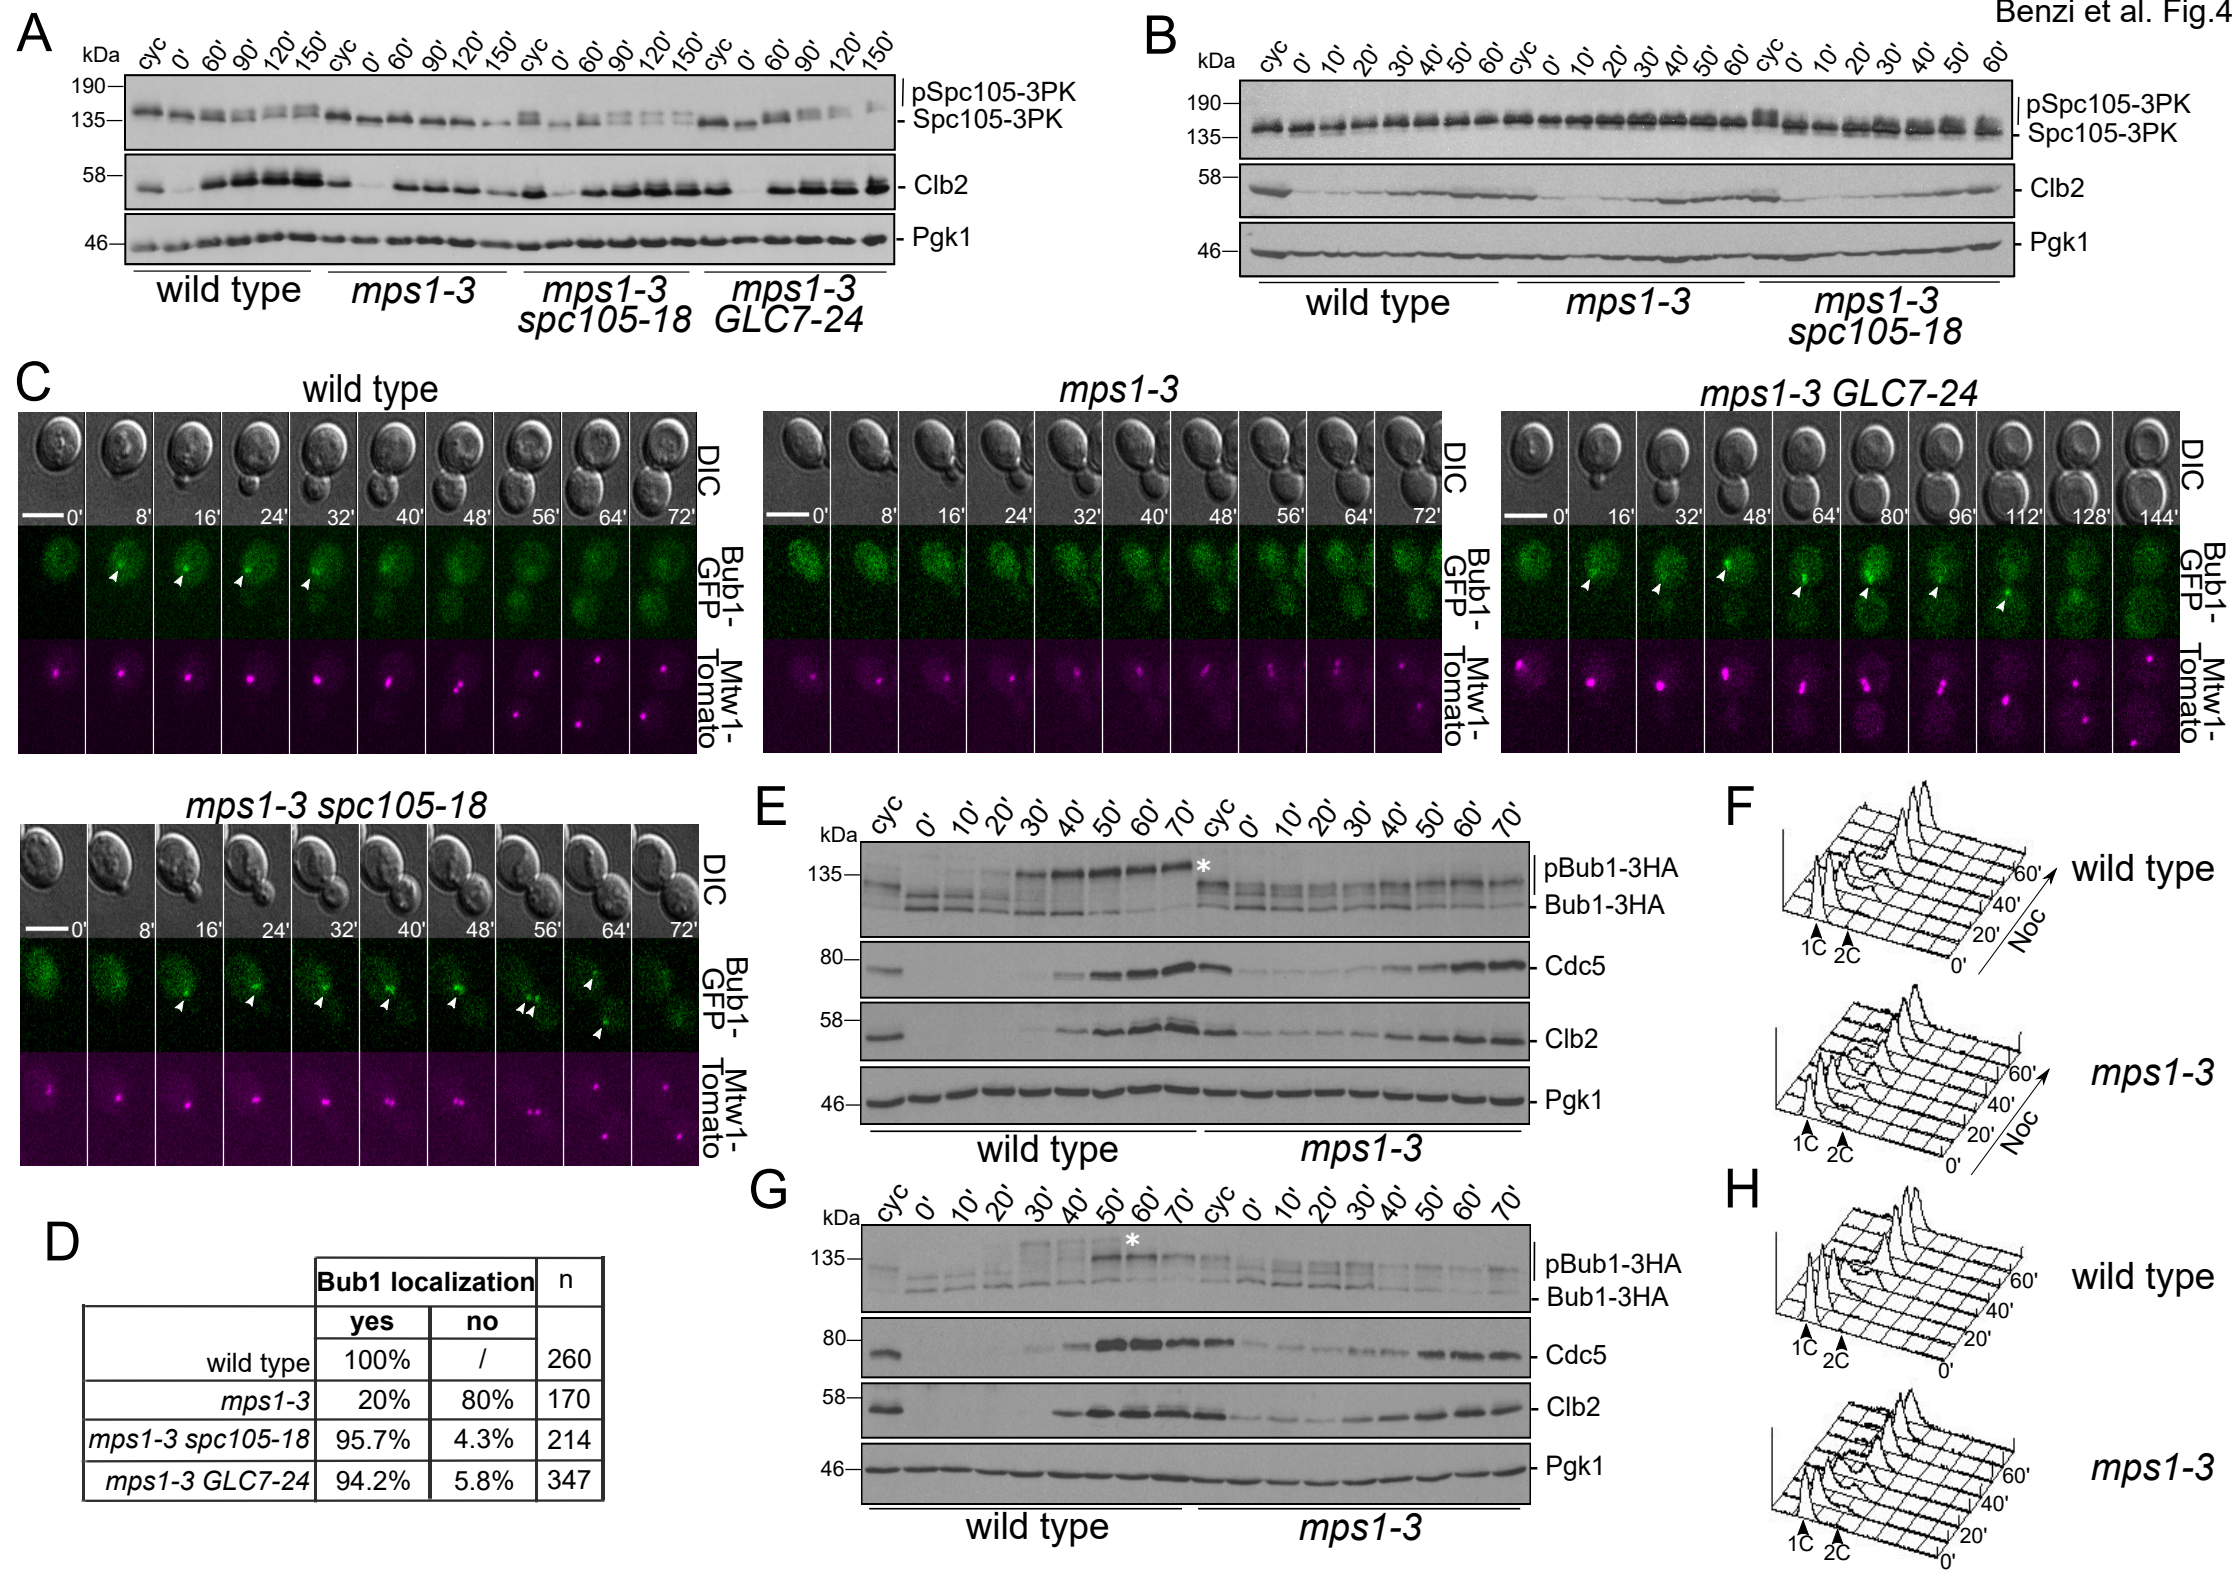 Benzi et al. Fig.4
A
kDa
cyc 0' 60' 90' 120' 150' cyc 0' 60' 90' 120' 150' cyc 0' 60' 90' 120' 150' cyc 0' 60' 90' 120' 150'
190
135
pSpc105-3PK
Spc105-3PK
58
Clb2
46
Pgk1
wild type
mps1-3
mps1-3
spc105-18
mps1-3
GLC7-24
B
kDa
cyc 0' 10' 20' 30' 40' 50' 60' cyc 0' 10' 20' 30' 40' 50' 60' cyc 0' 10' 20' 30' 40' 50' 60'
190
135
pSpc105-3PK
Spc105-3PK
58
Clb2
46
Pgk1
wild type
mps1-3
mps1-3
spc105-18
C
wild type
DIC
0' 8' 16' 24' 32' 40' 48' 56' 64' 72'
Bub1-
GFP
Mtw1-
Tomato
mps1-3
DIC
0' 8' 16' 24' 32' 40' 48' 56' 64' 72'
Bub1-
GFP
Mtw1-
Tomato
mps1-3 GLC7-24
DIC
0' 16' 32' 48' 64' 80' 96' 112' 128' 144'
Bub1-
GFP
Mtw1-
Tomato
mps1-3 spc105-18
DIC
0' 8' 16' 24' 32' 40' 48' 56' 64' 72'
Bub1-
GFP
Mtw1-
Tomato
D
Bub1 localization n
yes no
wild type 100% / 260
mps1-3 20% 80% 170
mps1-3 spc105-18 95.7% 4.3% 214
mps1-3 GLC7-24 94.2% 5.8% 347
E
kDa
cyc 0' 10' 20' 30' 40' 50' 60' 70' cyc 0' 10' 20' 30' 40' 50' 60' 70'
135
*
pBub1-3HA
Bub1-3HA
80
Cdc5
58
Clb2
46
Pgk1
wild type
mps1-3
F
wild type
60'
40'
20'
0'
Noc
1C
2C
mps1-3
60'
40'
20'
0'
Noc
1C
2C
G
kDa
cyc 0' 10' 20' 30' 40' 50' 60' 70' cyc 0' 10' 20' 30' 40' 50' 60' 70'
135
*
pBub1-3HA
Bub1-3HA
80
Cdc5
58
Clb2
46
Pgk1
wild type
mps1-3
H
wild type
60'
40'
20'
0'
1C
2C
mps1-3
60'
40'
20'
0'
1C
2C